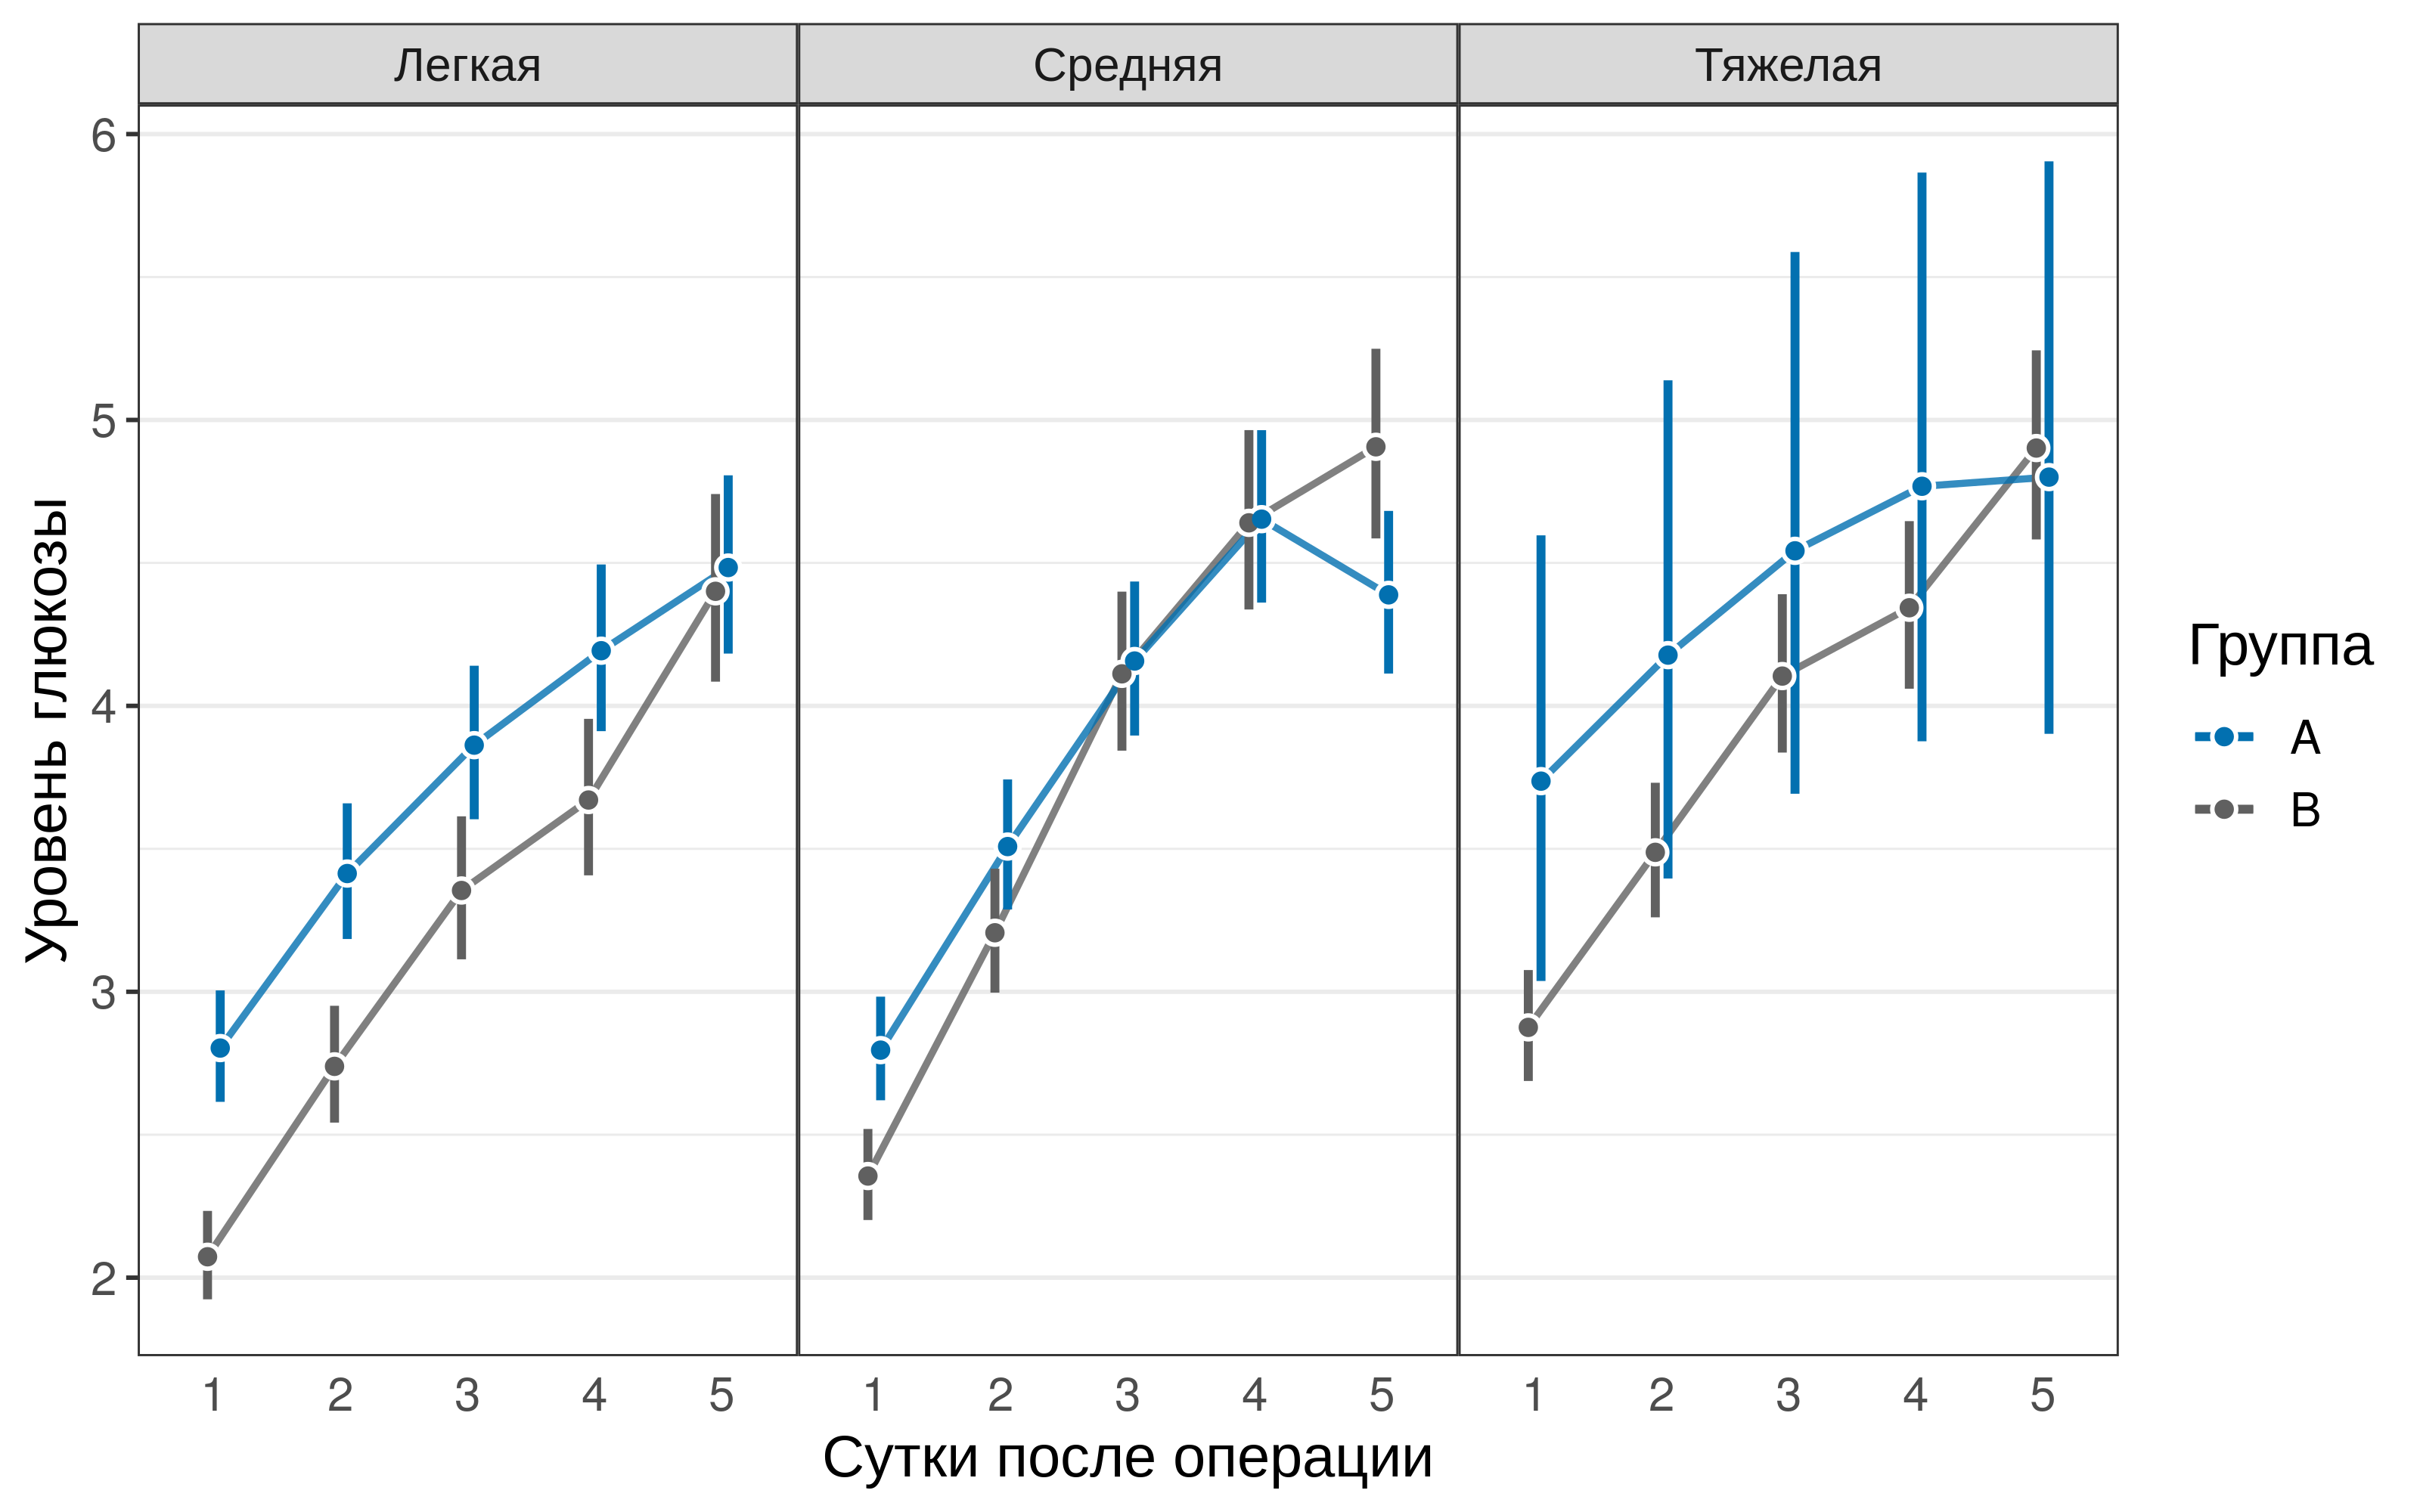 Легкая Средняя Тяжелая
6
5
4
3
2
Уровень глюкозы
1 2 3 4 5 1 2 3 4 5 1 2 3 4 5
Сутки после операции
Группа
A
B